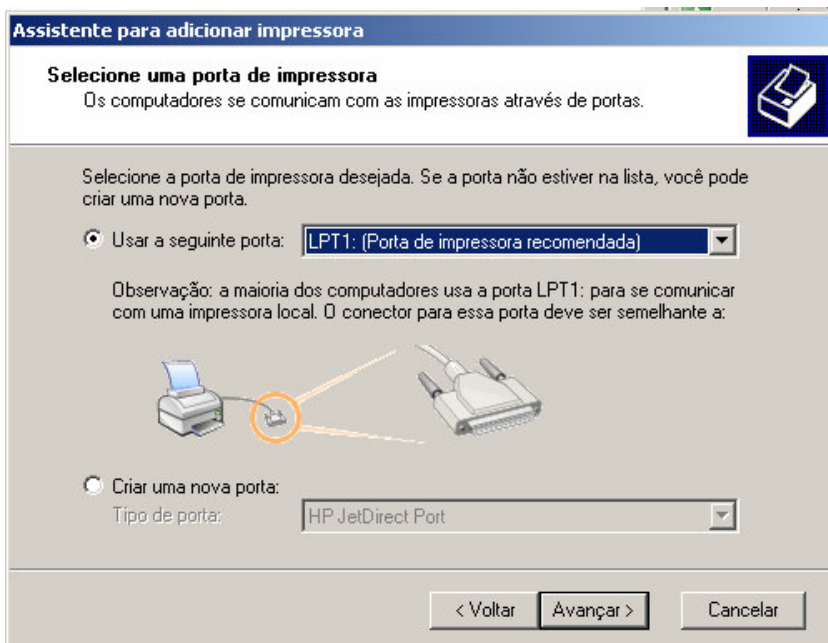 Assistente para adicionar impressora
Selecione uma porta de impressora
Os computadores se comunicam com as impressoras através de portas.
Selecione a porta de impressora desejada. Se a porta não estiver na lista, você pode
criar uma nova porta.
Usar a seguinte porta: LPT1: (Porta de impressora recomendada)
Observação: a maioria dos computadores usa a porta LPT1: para se comunicar
com uma impressora local. O conector para essa porta deve ser semelhante a:
Criar uma nova porta:
Tipo de porta: HP JetDirect Port
< Voltar Avançar > Cancelar